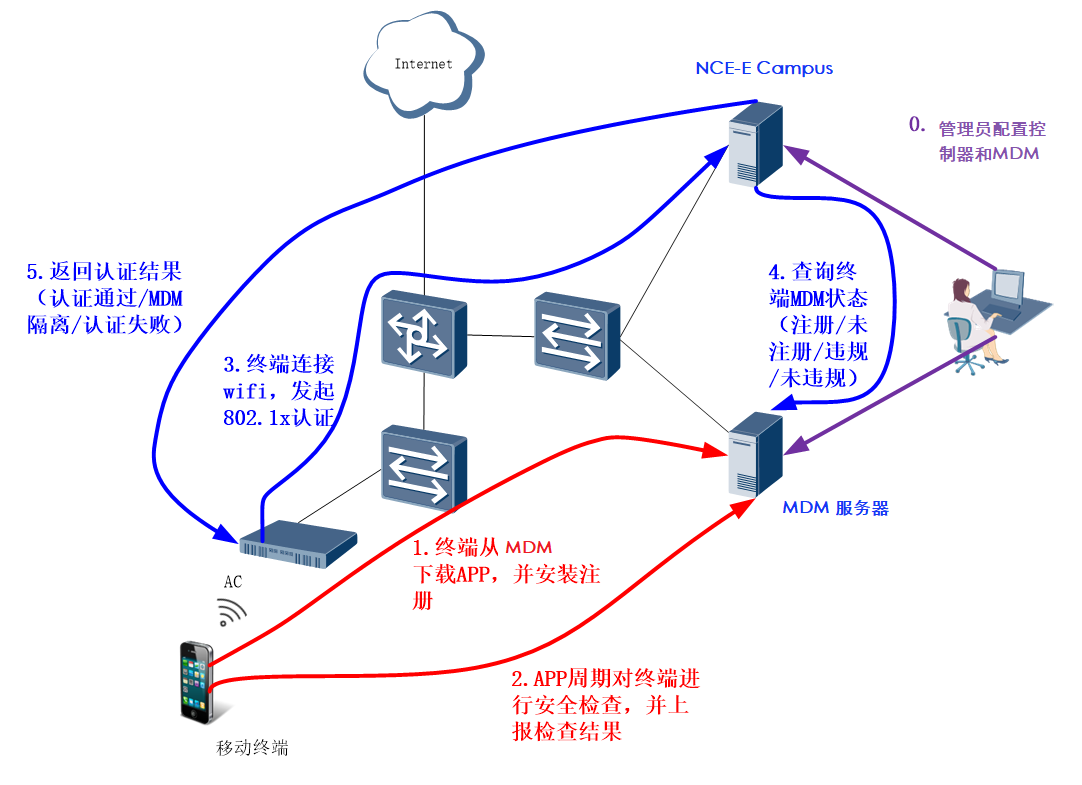 Internet
NCE-E Campus
0. 管理员配置控
制器和MDM
5.返回认证结果
（认证通过/MDM
隔离/认证失败）
4.查询终
端MDM状态
（注册/未
注册/违规
/未违规）
3.终端连接
wifi，发起
802.1x认证
MDM 服务器
1.终端从 MDM
下载APP，并安装注
册
AC
2.APP周期对终端进
行安全检查，并上
报检查结果
移动终端